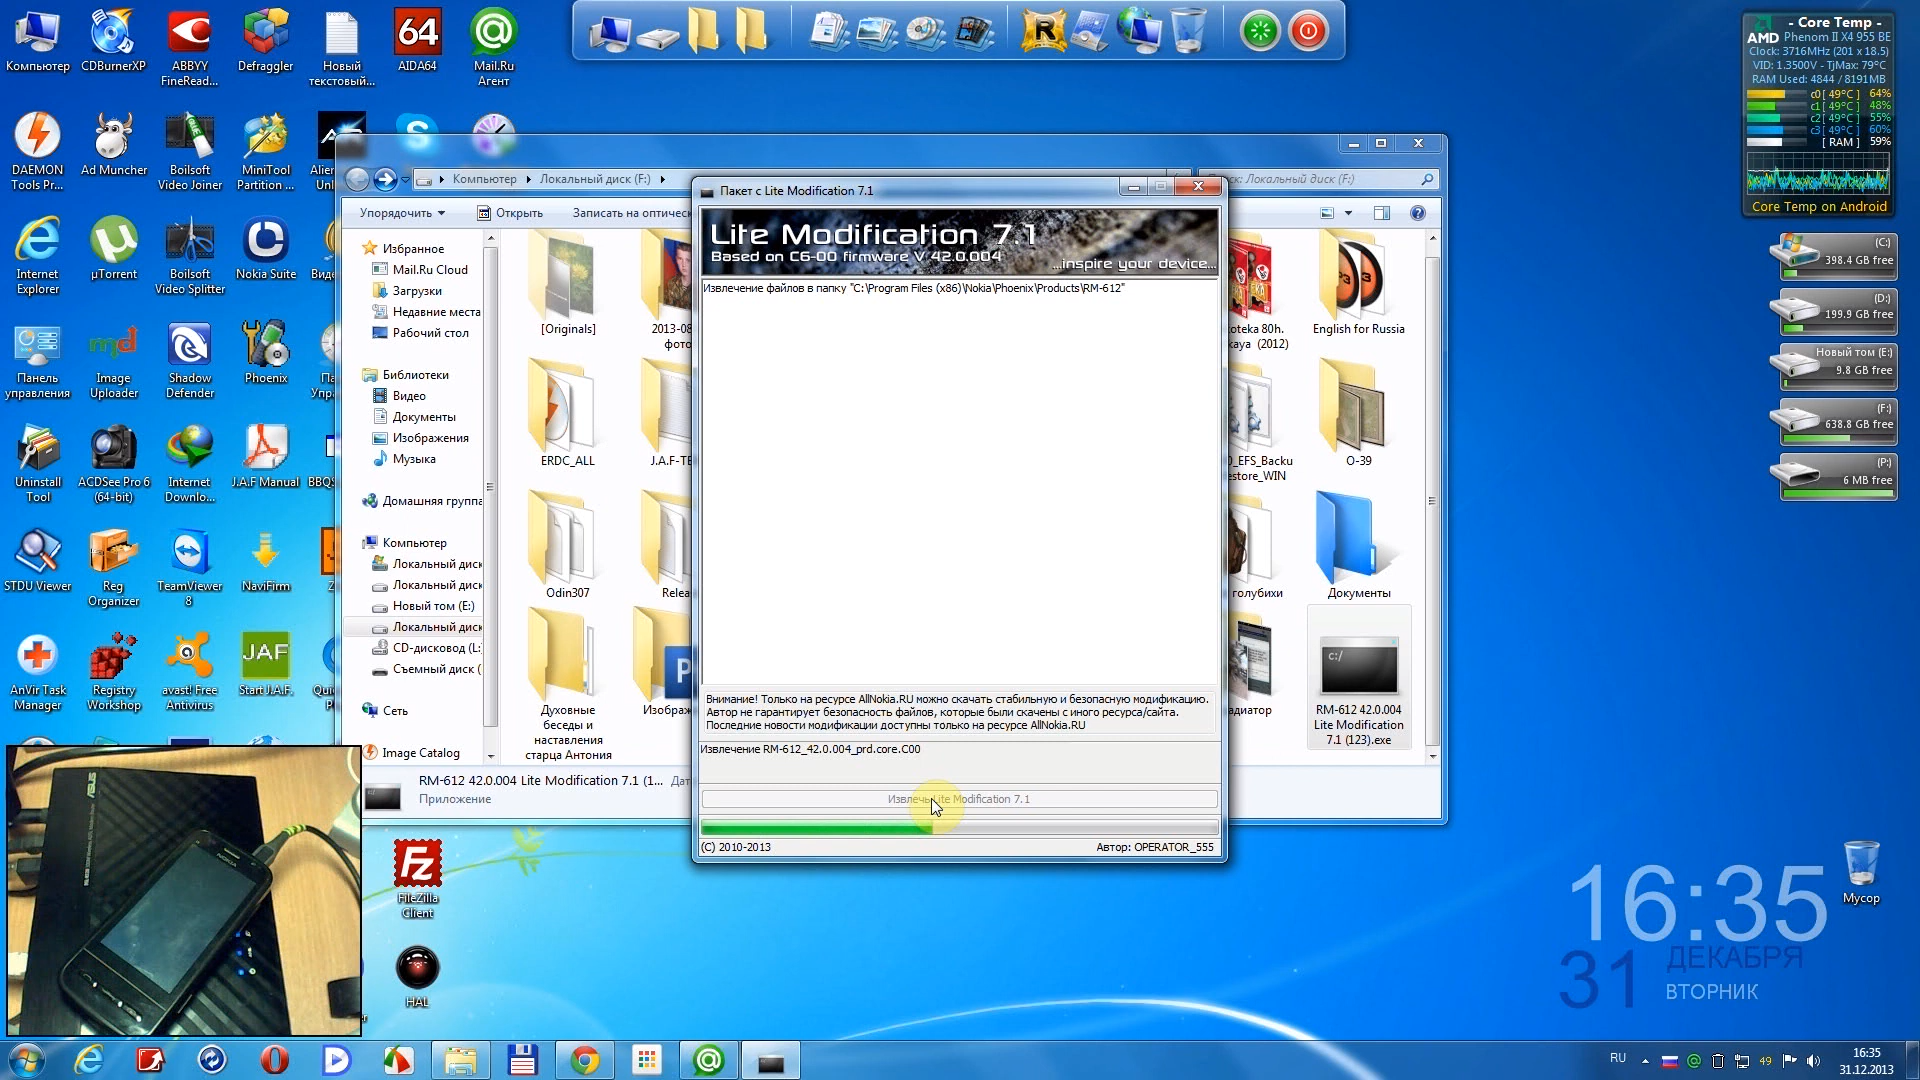 Компьютер
CDBurnerXP
ABBYY
FineRead...
Defraggler
Новый
текстовый...
64
AIDA64
Mail.Ru
Агент
DAEMON
Tools Pr...
Ad Muncher
Boilsoft
Video Joiner
MiniTool
Partition ...
Internet
Explorer
µTorrent
Boilsoft
Video Splitter
Nokia Suite
Панель
управления
Image
Uploader
Shadow
Defender
Phoenix
Uninstall
Tool
ACDSee Pro 6
(64-bit)
Internet
Downlo...
J.A.F Manual
STDU Viewer
Reg
Organizer
TeamViewer
8
NaviFirm
AnVir Task
Manager
Registry
Workshop
avast! Free
Antivirus
JAF
Start J.A.F.
FileZilla
Client
HAL
ASUS
NOKIA
Компьютер
Локальный диск (F:)
Поиск: Локальный диск (F:)
Упорядочить
Открыть
Записать на оптическ
Избранное
Mail.Ru Cloud
Загрузки
Недавние места
Рабочий стол
Библиотеки
Видео
Документы
Изображения
Музыка
Домашняя группа
Компьютер
Локальный диск
Локальный диск
Новый том (E:)
Локальный диск
CD-дисковод (L:
Съемный диск (
Сеть
Image Catalog
[Originals]
2013-08
фото
English for Russia
oteka 80h.
kaya (2012)
ERDC_ALL
J.A.F-TE
_EFS_Backu
estore_WIN
O-39
Odin307
Relea
голубихи
Документы
Духовные
беседы и
наставления
старца Антония
Изображ
диатор
c:/
RM-612 42.0.004
Lite Modification
7.1 (123).exe
RM-612 42.0.004 Lite Modification 7.1 (1...
Дат
Приложение
Пакет с Lite Modification 7.1
Lite Modification 7.1
Based on C6-00 firmware V 42.0.004
...inspire your device...
Извлечение файлов в папку "C:\Program Files (x86)\Nokia\Phoenix\Products\RM-612"
Внимание! Только на ресурсе AllNokia.RU можно скачать стабильную и безопасную модификацию.
Автор не гарантирует безопасность файлов, которые были скачены с иного ресурса/сайта.
Последние новости модификации доступны только на ресурсе AllNokia.RU
Извлечение RM-612_42.0.004_prd.core.C00
Извлечь Lite Modification 7.1
(C) 2010-2013
Автор: OPERATOR_555
- Core Temp -
AMD Phenom II X4 955 BE
Clock: 3716MHz (201 x 18.5)
VID: 1.3500V - TjMax: 79°C
RAM Used: 4844 / 8191MB
c0 [ 49°C ] 64%
c1 [ 49°C ] 48%
c2 [ 49°C ] 55%
c3 [ 49°C ] 60%
[ RAM ] 59%
Core Temp on Android
(C:)
398.4 GB free
(D:)
199.9 GB free
Новый том (E:)
9.8 GB free
(F:)
638.8 GB free
(P:)
6 MB free
Мусор
16:35
31 ДЕКАБРЯ
ВТОРНИК
RU
49
16:35
31.12.2013